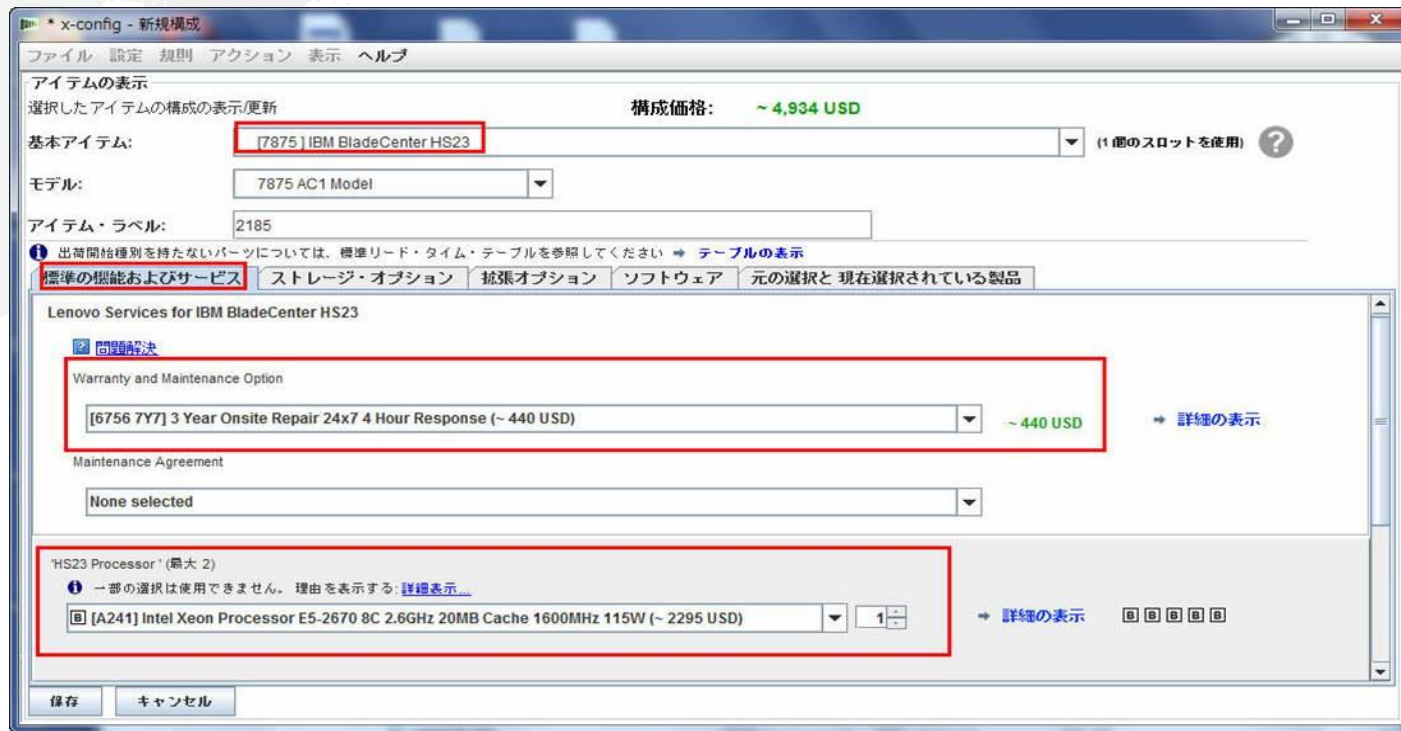 * x-config - 新規構成
ファイル 設定 規則 アクション 表示 ヘルプ
アイテムの表示
選択したアイテムの構成の表示/更新 構成価格: ~ 4,934 USD
基本アイテム: [7875 ] IBM BladeCenter HS23 (1 個のスロットを使用) ?
モデル: 7875 AC1 Model
アイテム・ラベル: 2185
出荷開始種別を持たないパーツについては、標準リード・タイム・テーブルを参照してください ➡ テーブルの表示
標準の機能およびサービス ストレージ・オプション 拡張オプション ソフトウェア 元の選択と 現在選択されている製品
Lenovo Services for IBM BladeCenter HS23
? 問題解決
Warranty and Maintenance Option
[6756 7Y7] 3 Year Onsite Repair 24x7 4 Hour Response (~ 440 USD) ~ 440 USD ➡ 詳細の表示
Maintenance Agreement
None selected
'HS23 Processor ' (最大 2)
一部の選択は使用できません。 理由を表示する: 詳細表示...
B [A241] Intel Xeon Processor E5-2670 8C 2.6GHz 20MB Cache 1600MHz 115W (~ 2295 USD) 1 ➡ 詳細の表示 B B B B B
保存 キャンセル